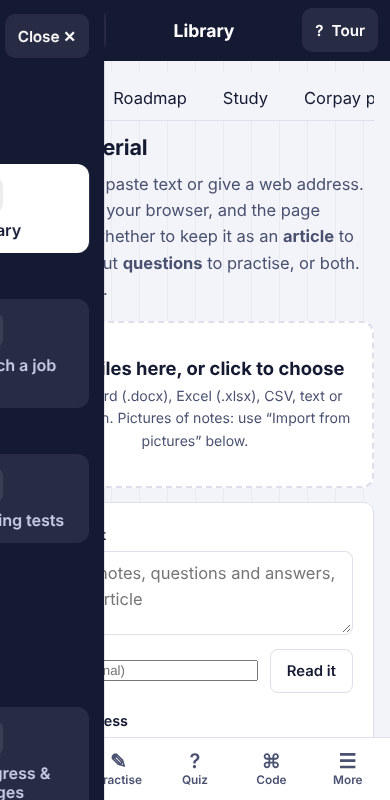 Close ✕
Library
? Tour
Roadmap Study Corpay p
erial
paste text or give a web address.
your browser, and the page
hether to keep it as an article to
ut questions to practise, or both.
ary
les here, or click to choose
ch a job
rd (.docx), Excel (.xlsx), CSV, text or
n. Pictures of notes: use “Import from
pictures” below.
ing tests
t
notes, questions and answers,
rticle
nal)
Read it
ess
gress &
ges
ractise
Quiz
Code
More